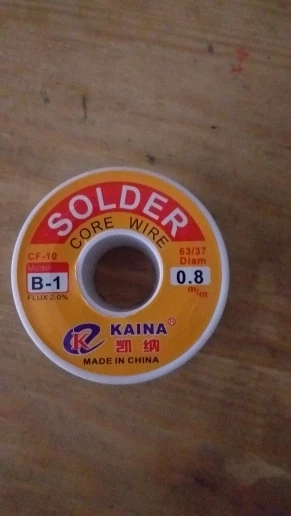 SOLDER
CORE WIRE
CF-10
Model
B-1
FLUX 2.0%
63/37
Diam
0.8
m/m
KAINA®
凯纳
MADE IN CHINA